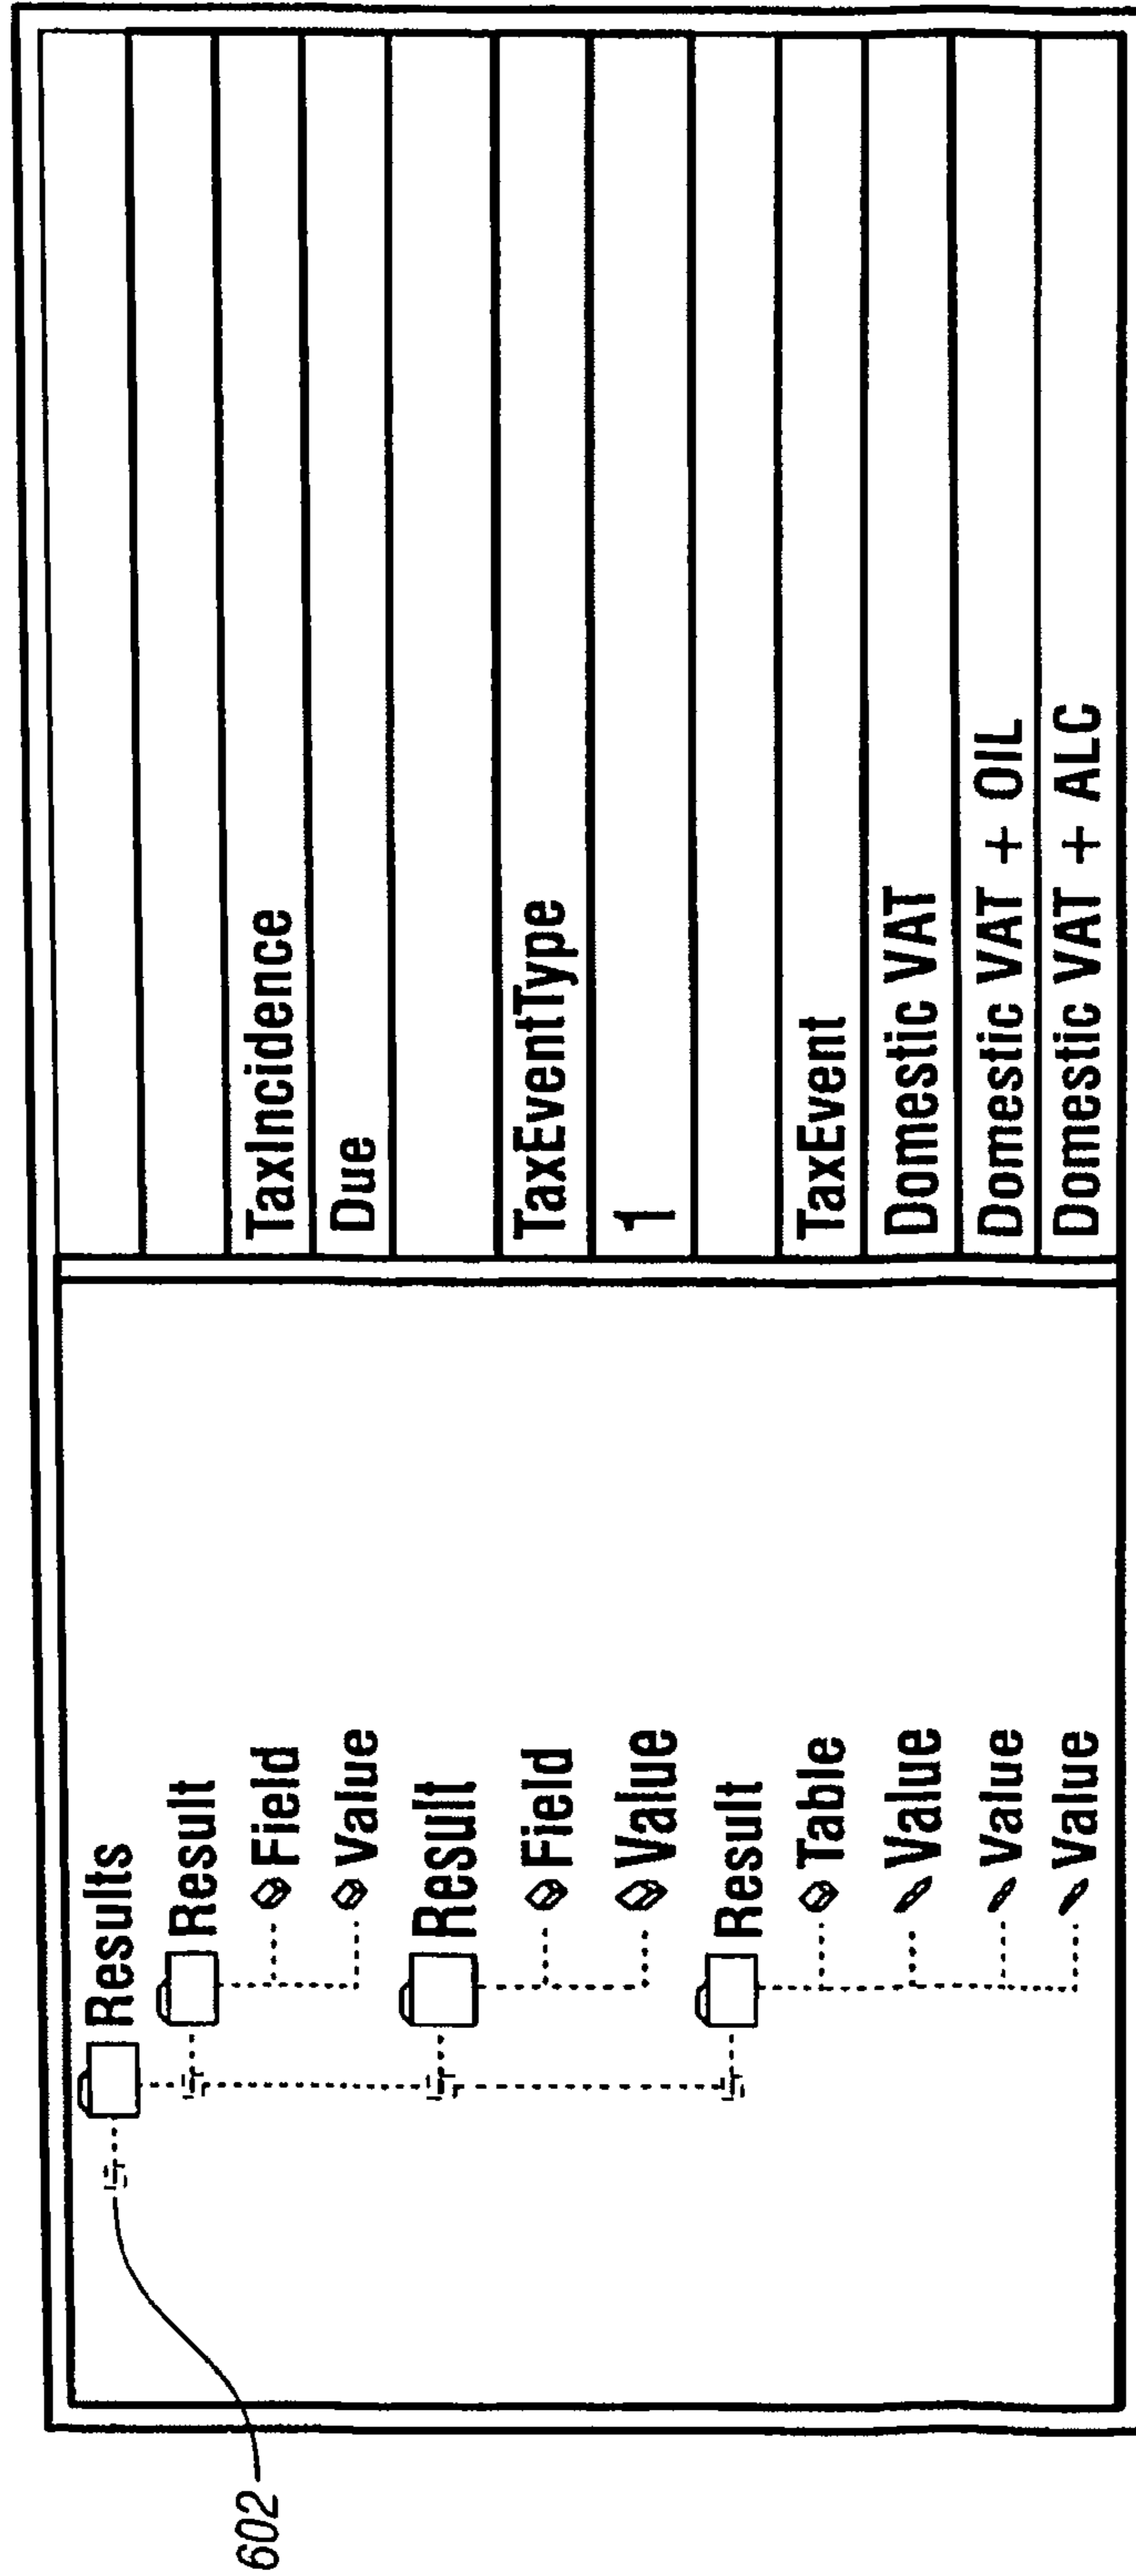 602
Results
Result
Field TaxIncidence
Value Due
Result
Field TaxEventType
Value 1
Result
Table TaxEvent
Value Domestic VAT
Value Domestic VAT + OIL
Value Domestic VAT + ALC